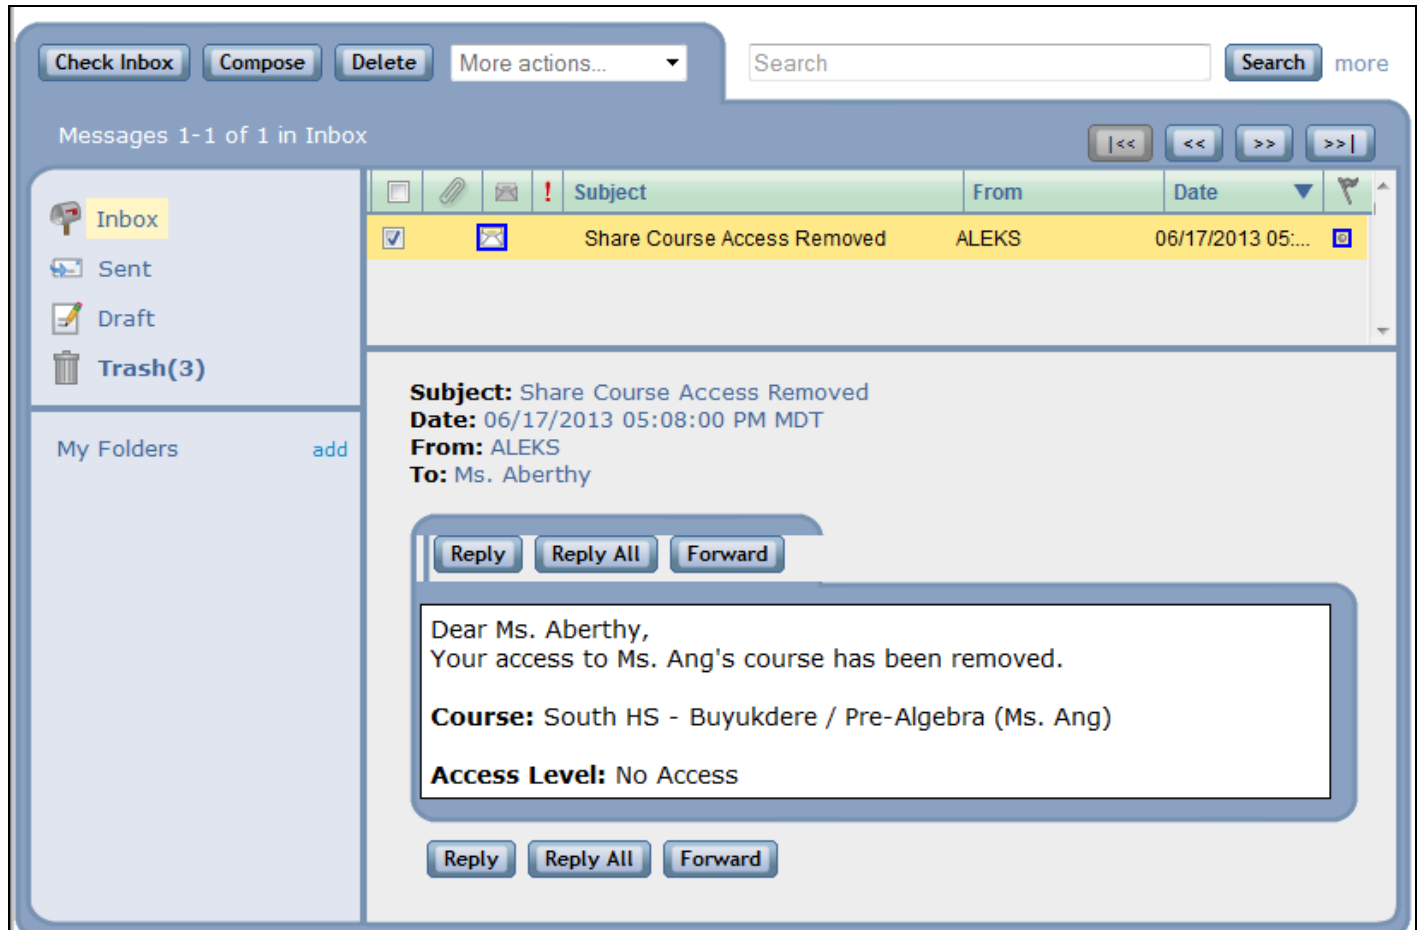 Check Inbox Compose Delete More actions... Search Search more
Messages 1-1 of 1 in Inbox |<< << >> >>|
! Subject From Date
Share Course Access Removed ALEKS 06/17/2013 05:...
Inbox
Sent
Draft
Trash(3)
My Folders add
Subject: Share Course Access Removed
Date: 06/17/2013 05:08:00 PM MDT
From: ALEKS
To: Ms. Aberthy
Reply Reply All Forward
Dear Ms. Aberthy,
Your access to Ms. Ang's course has been removed.
Course: South HS - Buyukdere / Pre-Algebra (Ms. Ang)
Access Level: No Access
Reply Reply All Forward